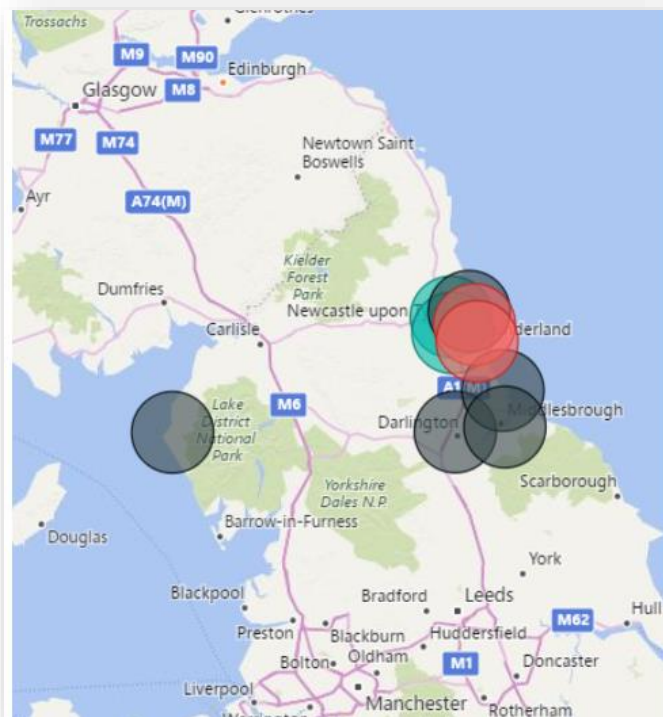 Glenrothes
Trossachs
M9
M90
Edinburgh
Glasgow
M8
M77
M74
Newtown Saint
Boswells
Ayr
A74(M)
Kielder
Forest
Park
Dumfries
Newcastle upon
derland
Carlisle
A1(M)
M6
Lake
District
National
Park
Middlesbrough
Darlington
Yorkshire
Dales N.P.
Scarborough
Douglas
Barrow-in-Furness
York
Blackpool
Bradford
Leeds
Hull
Preston
M62
Blackburn
Huddersfield
Bolton
Oldham
M1
Doncaster
Liverpool
Manchester
Rotherham